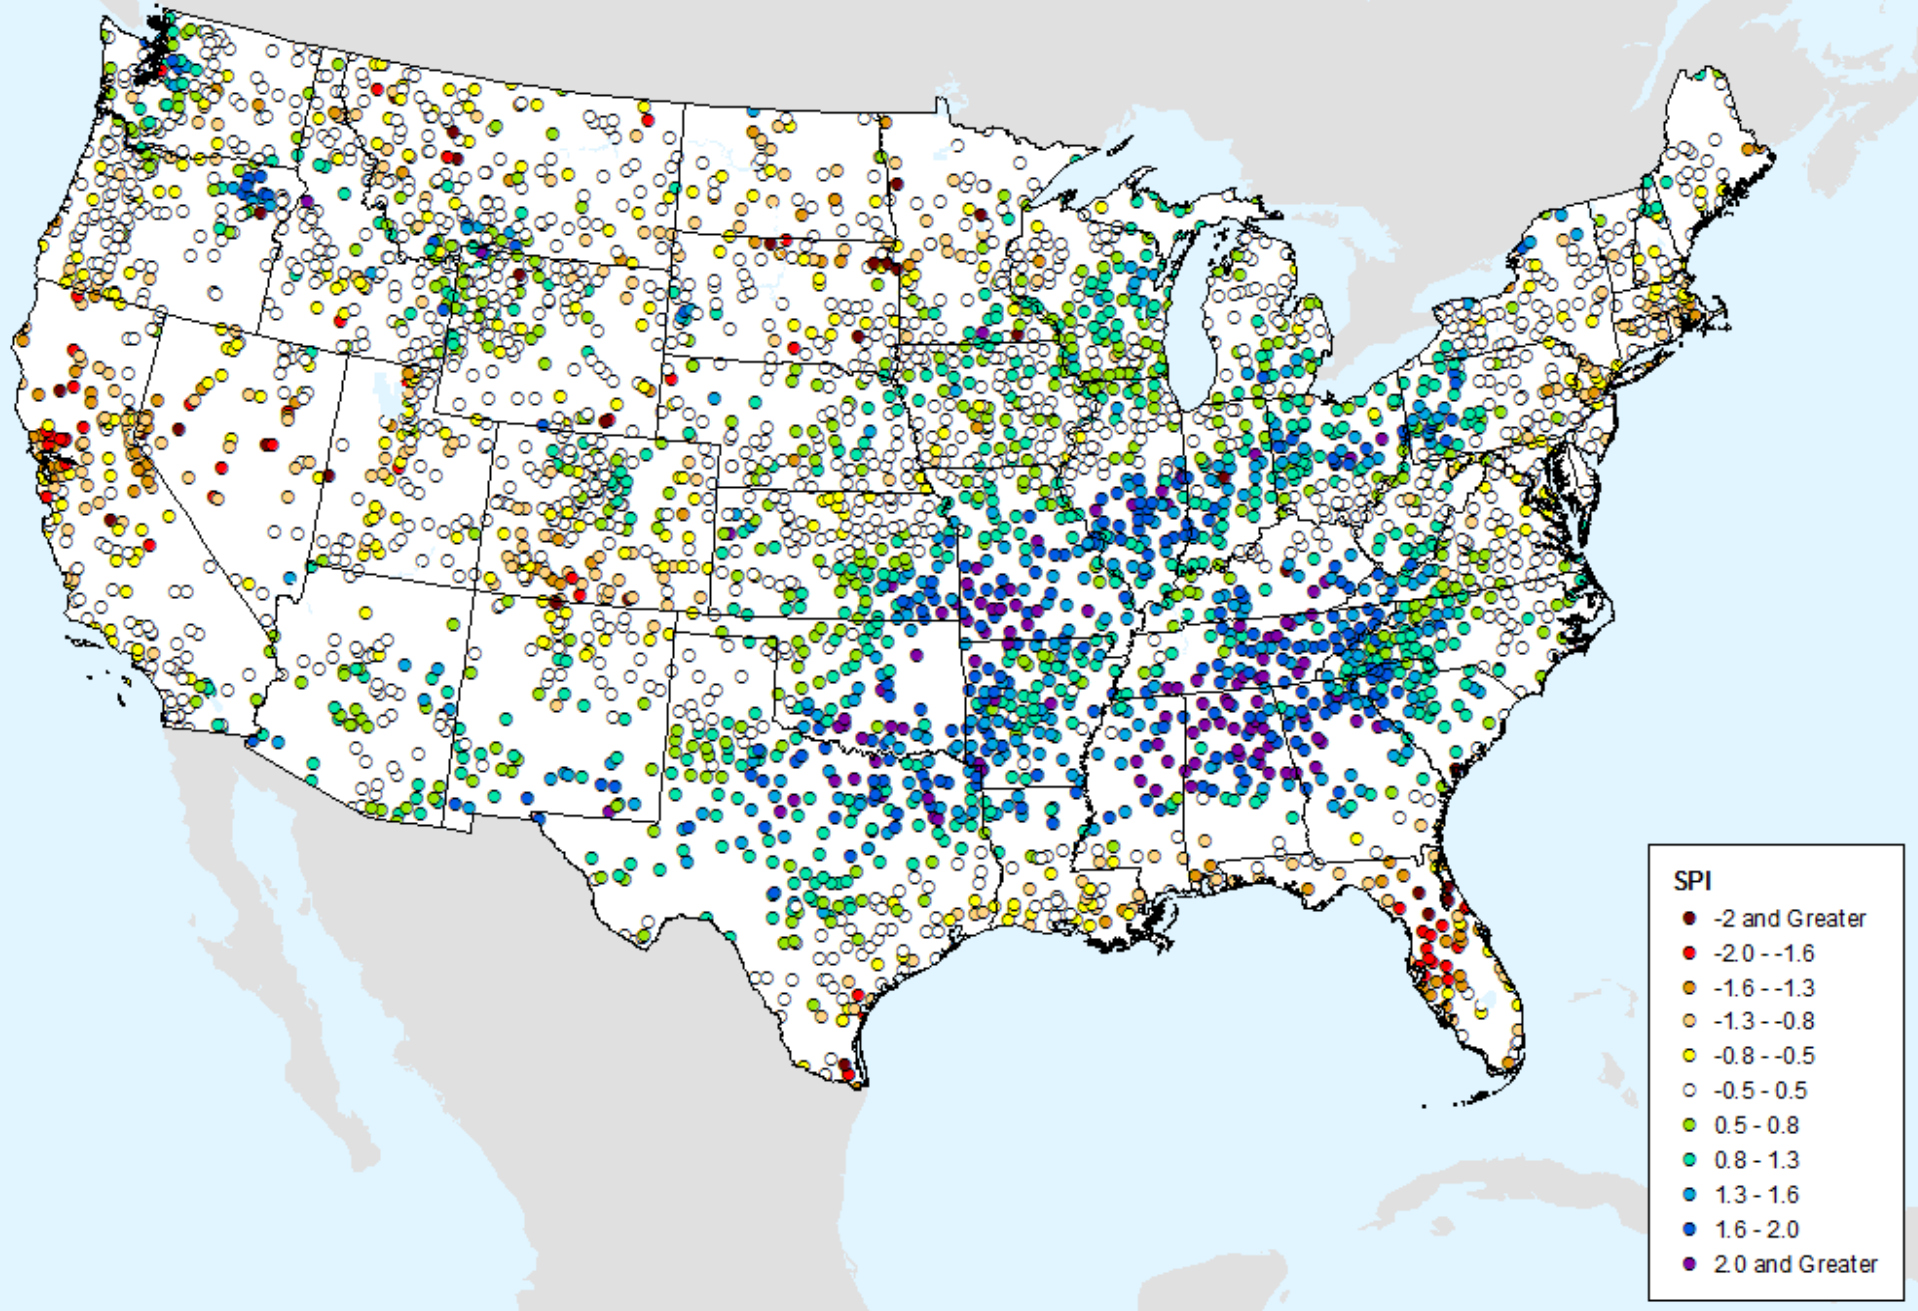 SPI
-2 and Greater
-2.0 - -1.6
-1.6 - -1.3
-1.3 - -0.8
-0.8 - -0.5
-0.5 - 0.5
0.5 - 0.8
0.8 - 1.3
1.3 - 1.6
1.6 - 2.0
2.0 and Greater